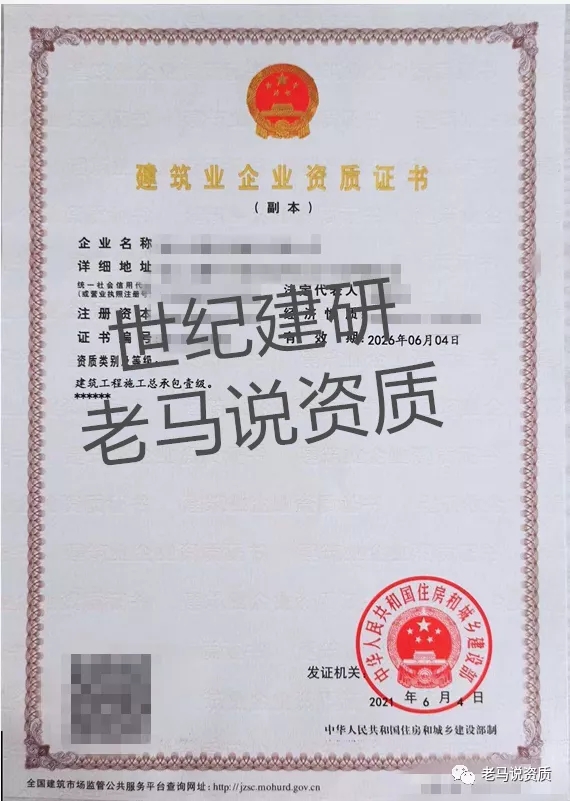 建筑业企业资质证书
（副本）
企业名称
详细地址
统一社会信用代
（或营业执照注册号
法定代表人
注册资本
经济性质
证书编号
有效期:2026年06月04日
资质类别及等级
建筑工程施工总承包壹级。
******
世纪建研
老马说资质
中华人民共和国住房和城乡建设部
发证机关
2021年6月4日
中华人民共和国住房和城乡建设部制
全国建筑市场监管公共服务平台查询网址: http://jzsc.mohurd.gov.cn
老马说资质